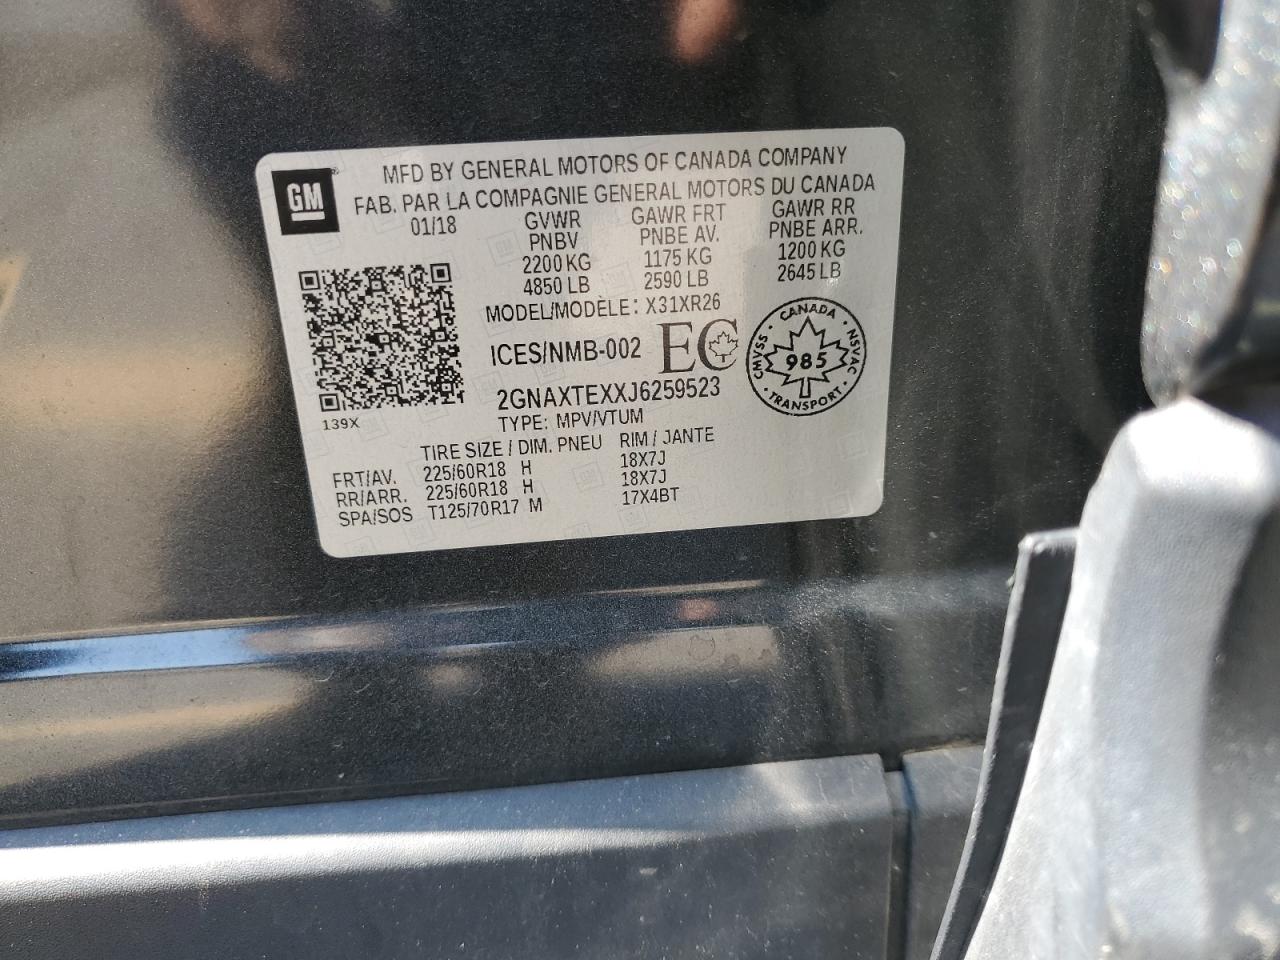 GM
MFD BY GENERAL MOTORS OF CANADA COMPANY
FAB. PAR LA COMPAGNIE GENERAL MOTORS DU CANADA
01/18 GVWR GAWR FRT GAWR RR
PNBV PNBE AV. PNBE ARR.
2200 KG 1175 KG 1200 KG
4850 LB 2590 LB 2645 LB
MODEL/MODÈLE: X31XR26
ICES/NMB-002 EC
CANADA
CMVSS 985 NSVAC
TRANSPORT
2GNAXTEXXJ6259523
139X
TYPE: MPV/VTUM
TIRE SIZE / DIM. PNEU RIM / JANTE
FRT/AV. 225/60R18 H 18X7J
RR/ARR. 225/60R18 H 18X7J
SPA/SOS T125/70R17 M 17X4BT